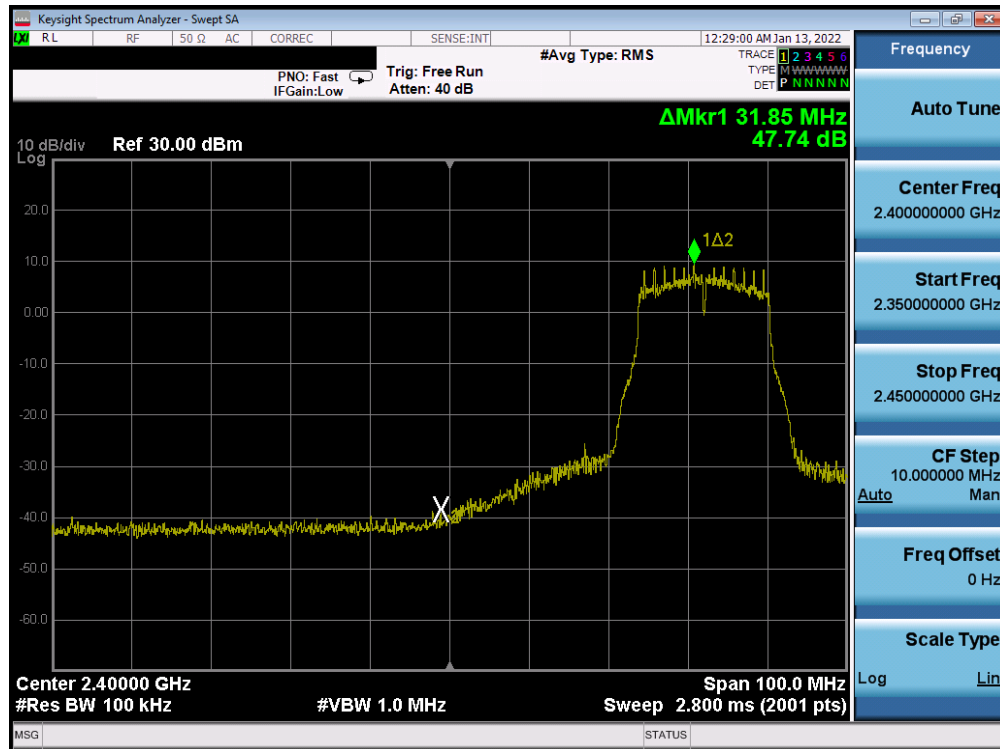 Keysight Spectrum Analyzer - Swept SA
LXI RL RF 50 Ω AC CORREC SENSE:INT 12:29:00 AM Jan 13, 2022
PNO: Fast
IFGain:Low
Trig: Free Run
Atten: 40 dB
#Avg Type: RMS
TRACE 1 2 3 4 5 6
TYPE M W W W W W
DET P N N N N N
ΔMkr1 31.85 MHz
47.74 dB
10 dB/div
Log
Ref 30.00 dBm
1Δ2
20.0
10.0
0.00
-10.0
-20.0
-30.0
-40.0
-50.0
-60.0
X
Center 2.40000 GHz
Span 100.0 MHz
#Res BW 100 kHz
#VBW 1.0 MHz
Sweep 2.800 ms (2001 pts)
MSG
STATUS
Frequency
Auto Tune
Center Freq
2.400000000 GHz
Start Freq
2.350000000 GHz
Stop Freq
2.450000000 GHz
CF Step
10.000000 MHz
Auto Man
Freq Offset
0 Hz
Scale Type
Log Lin